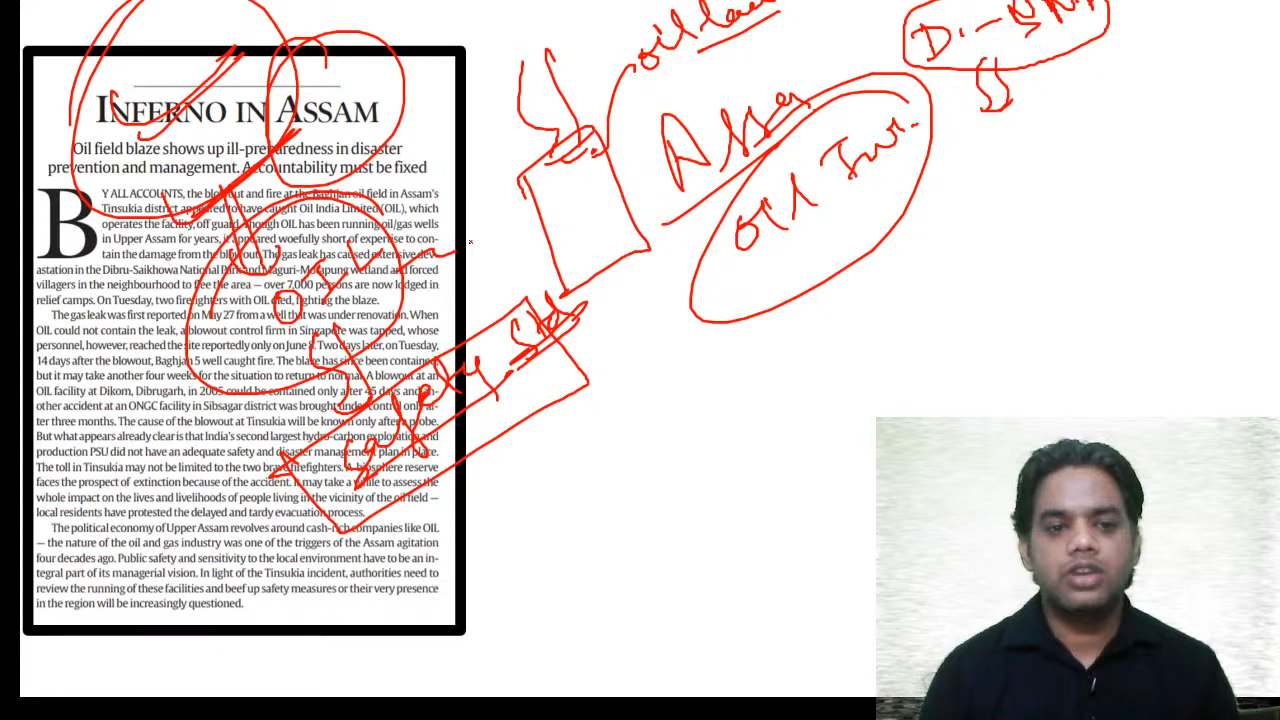 INFERNO IN ASSAM
Oil field blaze shows up ill-preparedness in disaster
prevention and management. Accountability must be fixed
BY ALL ACCOUNTS, the blowout and fire at the Baghjan oil field in Assam's
Tinsukia district appeared to have caught Oil India Limited (OIL), which
operates the facility, off guard. Though OIL has been running oil/gas wells
in Upper Assam for years, it appeared woefully short of expertise to con-
tain the damage from the blowout. The gas leak has caused extensive dev-
astation in the Dibru-Saikhowa National Park and Maguri-Motapung wetland and forced
villagers in the neighbourhood to flee the area — over 7,000 persons are now lodged in
relief camps. On Tuesday, two firefighters with OIL died, fighting the blaze.
The gas leak was first reported on May 27 from a well that was under renovation. When
OIL could not contain the leak, a blowout control firm in Singapore was tapped, whose
personnel, however, reached the site reportedly only on June 8. Two days later, on Tuesday,
14 days after the blowout, Baghjan 5 well caught fire. The blaze has since been contained,
but it may take another four weeks for the situation to return to normal. A blowout at an
OIL facility at Dikom, Dibrugarh, in 2005 could be contained only after 45 days and an-
other accident at an ONGC facility in Sibsagar district was brought under control only af-
ter three months. The cause of the blowout at Tinsukia will be known only after a probe.
But what appears already clear is that India's second largest hydro-carbon exploration and
production PSU did not have an adequate safety and disaster management plan in place.
The toll in Tinsukia may not be limited to the two brave firefighters. A biosphere reserve
faces the prospect of extinction because of the accident. It may take a while to assess the
whole impact on the lives and livelihoods of people living in the vicinity of the oil field —
local residents have protested the delayed and tardy evacuation process.
The political economy of Upper Assam revolves around cash-rich companies like OIL
— the nature of the oil and gas industry was one of the triggers of the Assam agitation
four decades ago. Public safety and sensitivity to the local environment have to be an in-
tegral part of its managerial vision. In light of the Tinsukia incident, authorities need to
review the running of these facilities and beef up safety measures or their very presence
in the region will be increasingly questioned.
OIL
Safety
oil
Oil